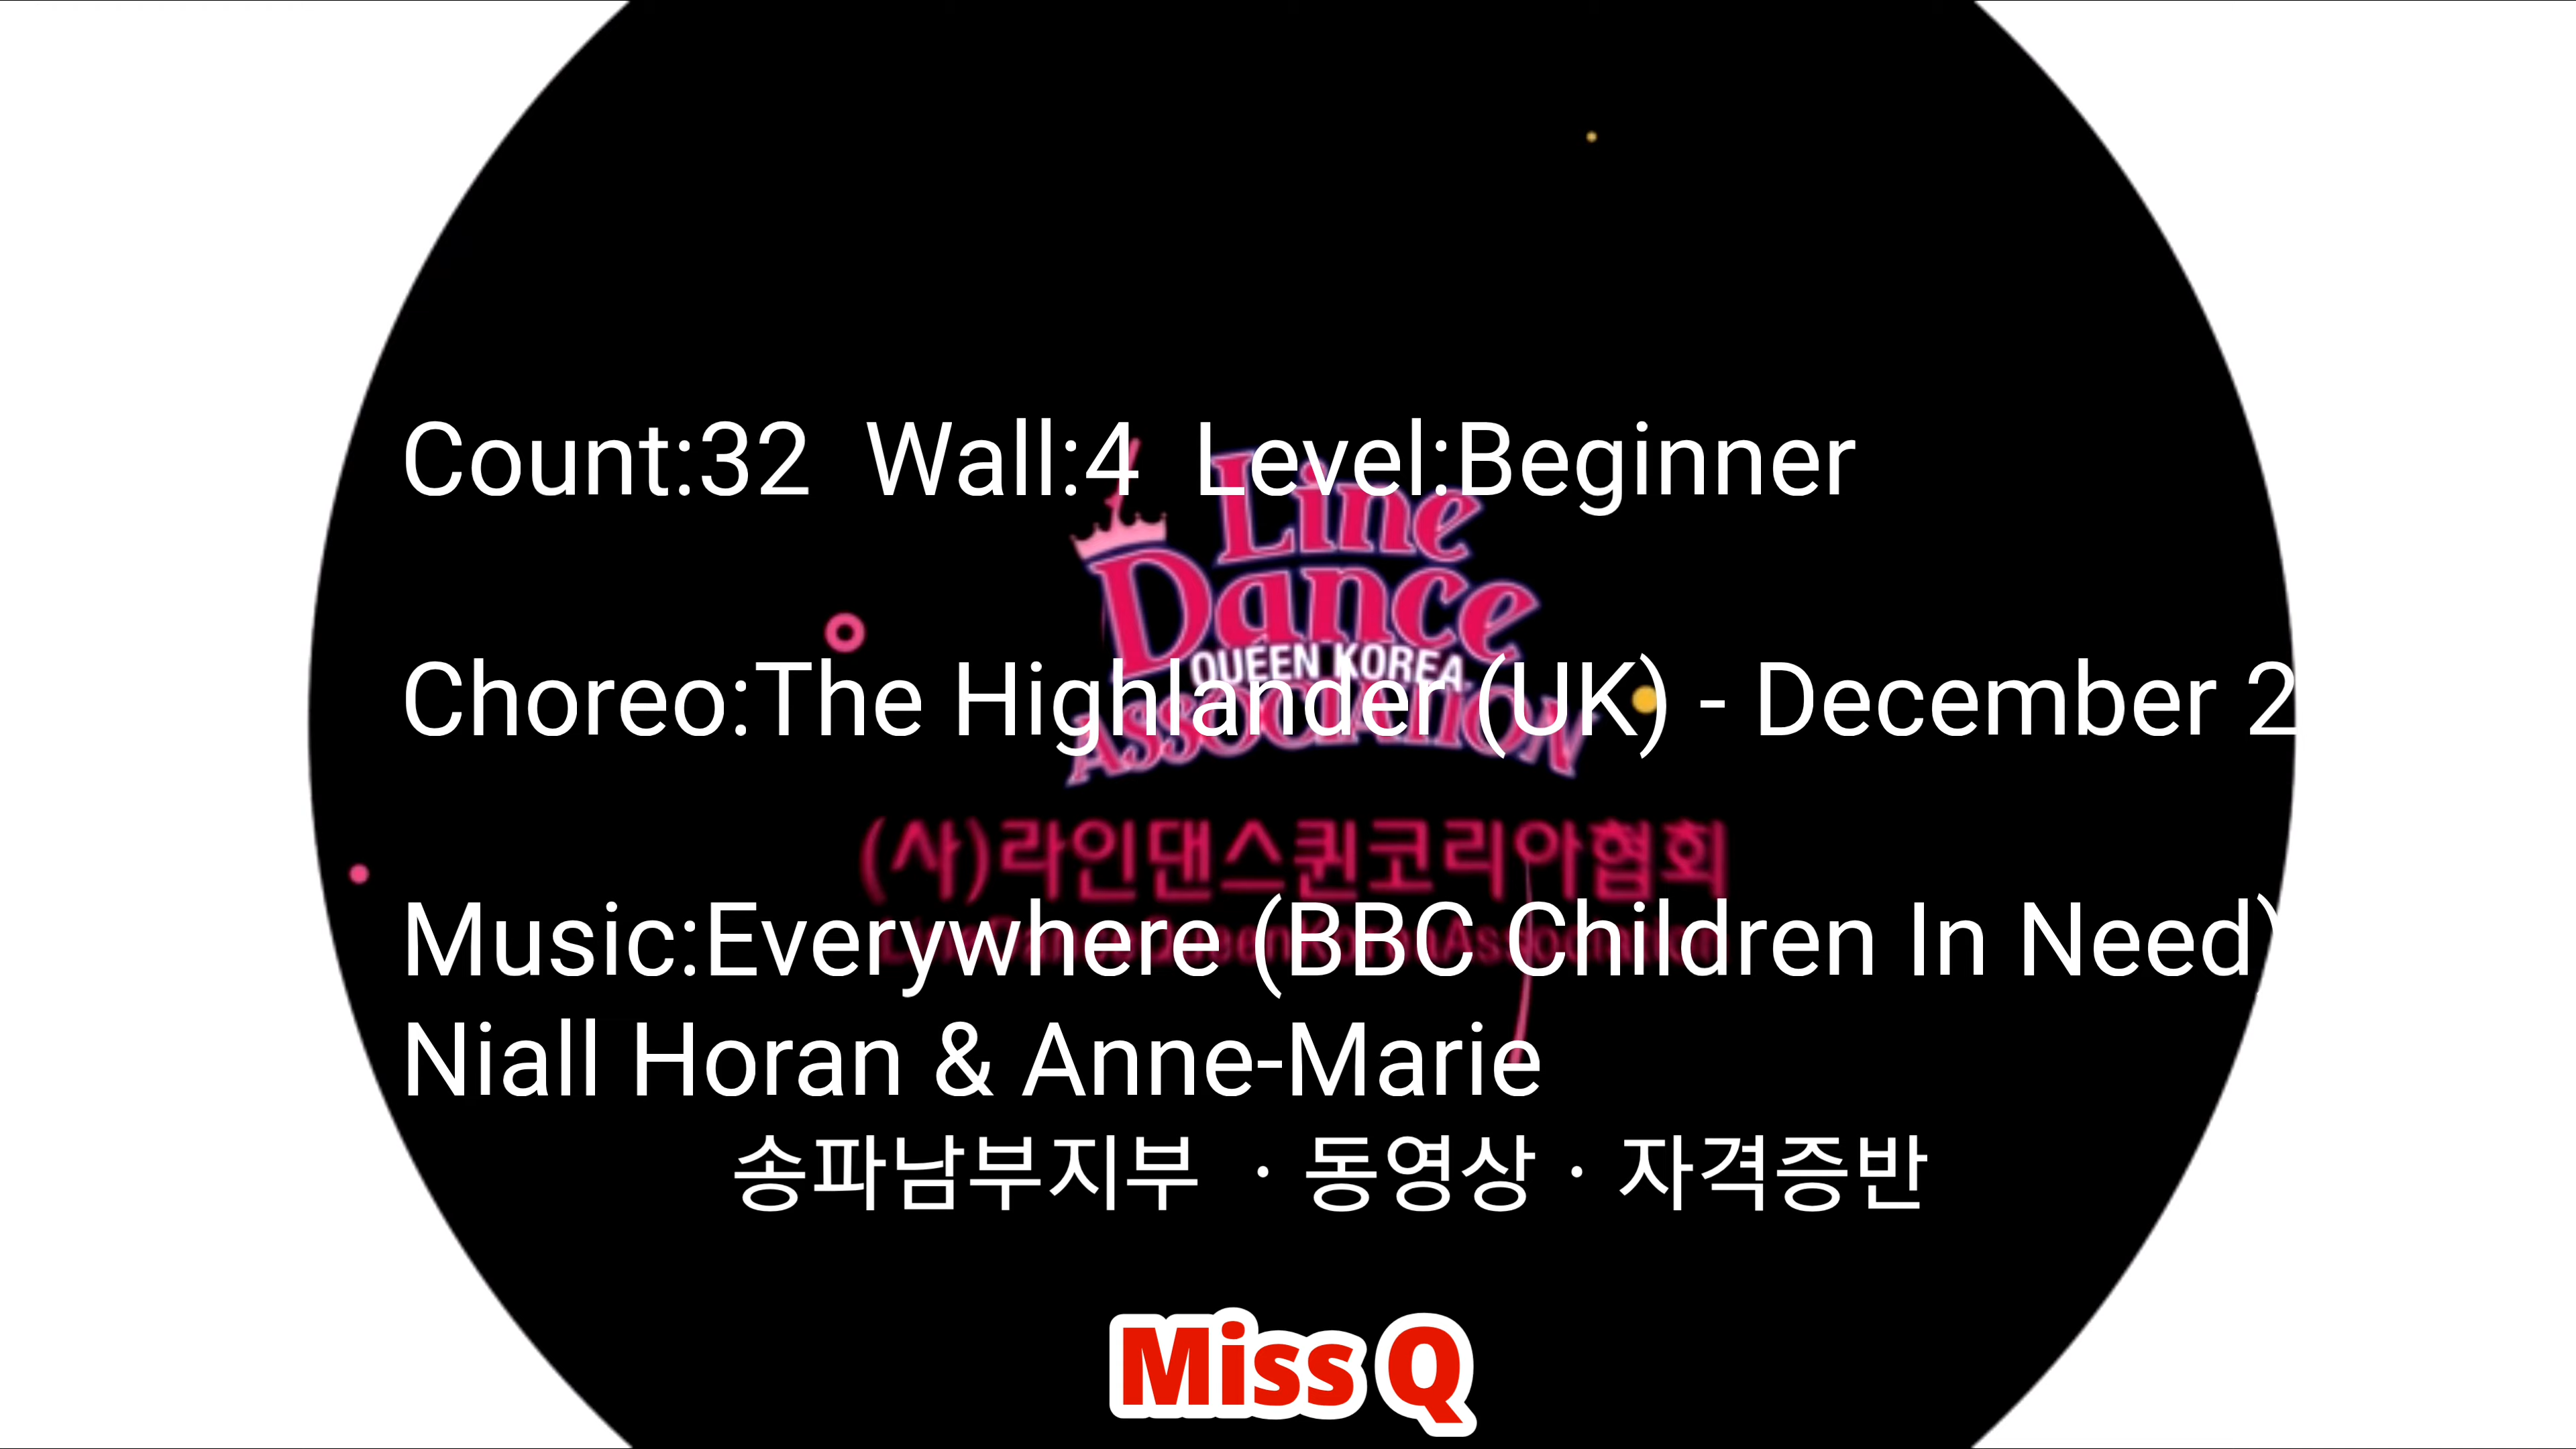 Count:32 Wall:4 Level:Beginner
Line
Dance
QUEEN KOREA
Choreo:The Highlander (UK) - December 2
ASSOCIATION
(사)라인댄스퀸코리아협회
Music:Everywhere (BBC Children In Need)
LineDanceQueenKoreaAssociation
Niall Horan & Anne-Marie
송파남부지부 · 동영상 · 자격증반
Miss Q